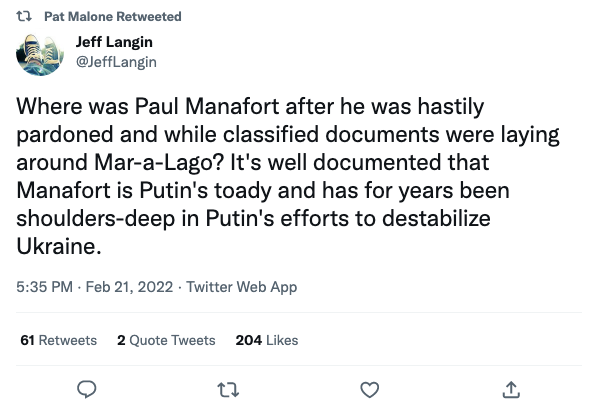 Pat Malone Retweeted
Jeff Langin
@JeffLangin
Where was Paul Manafort after he was hastily
pardoned and while classified documents were laying
around Mar-a-Lago? It's well documented that
Manafort is Putin's toady and has for years been
shoulders-deep in Putin's efforts to destabilize
Ukraine.
5:35 PM · Feb 21, 2022 · Twitter Web App
61 Retweets 2 Quote Tweets 204 Likes